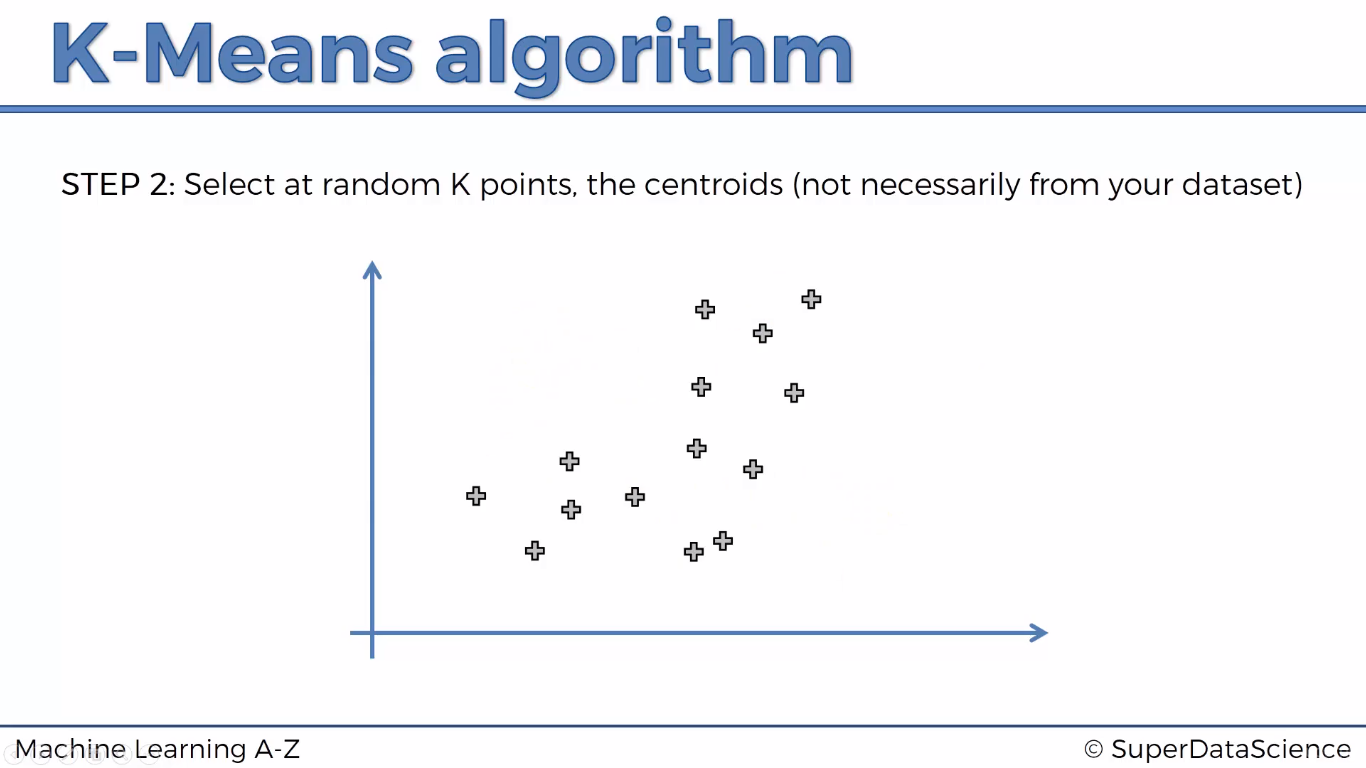 K-Means algorithm
STEP 2: Select at random K points, the centroids (not necessarily from your dataset)
Machine Learning A-Z
© SuperDataScience